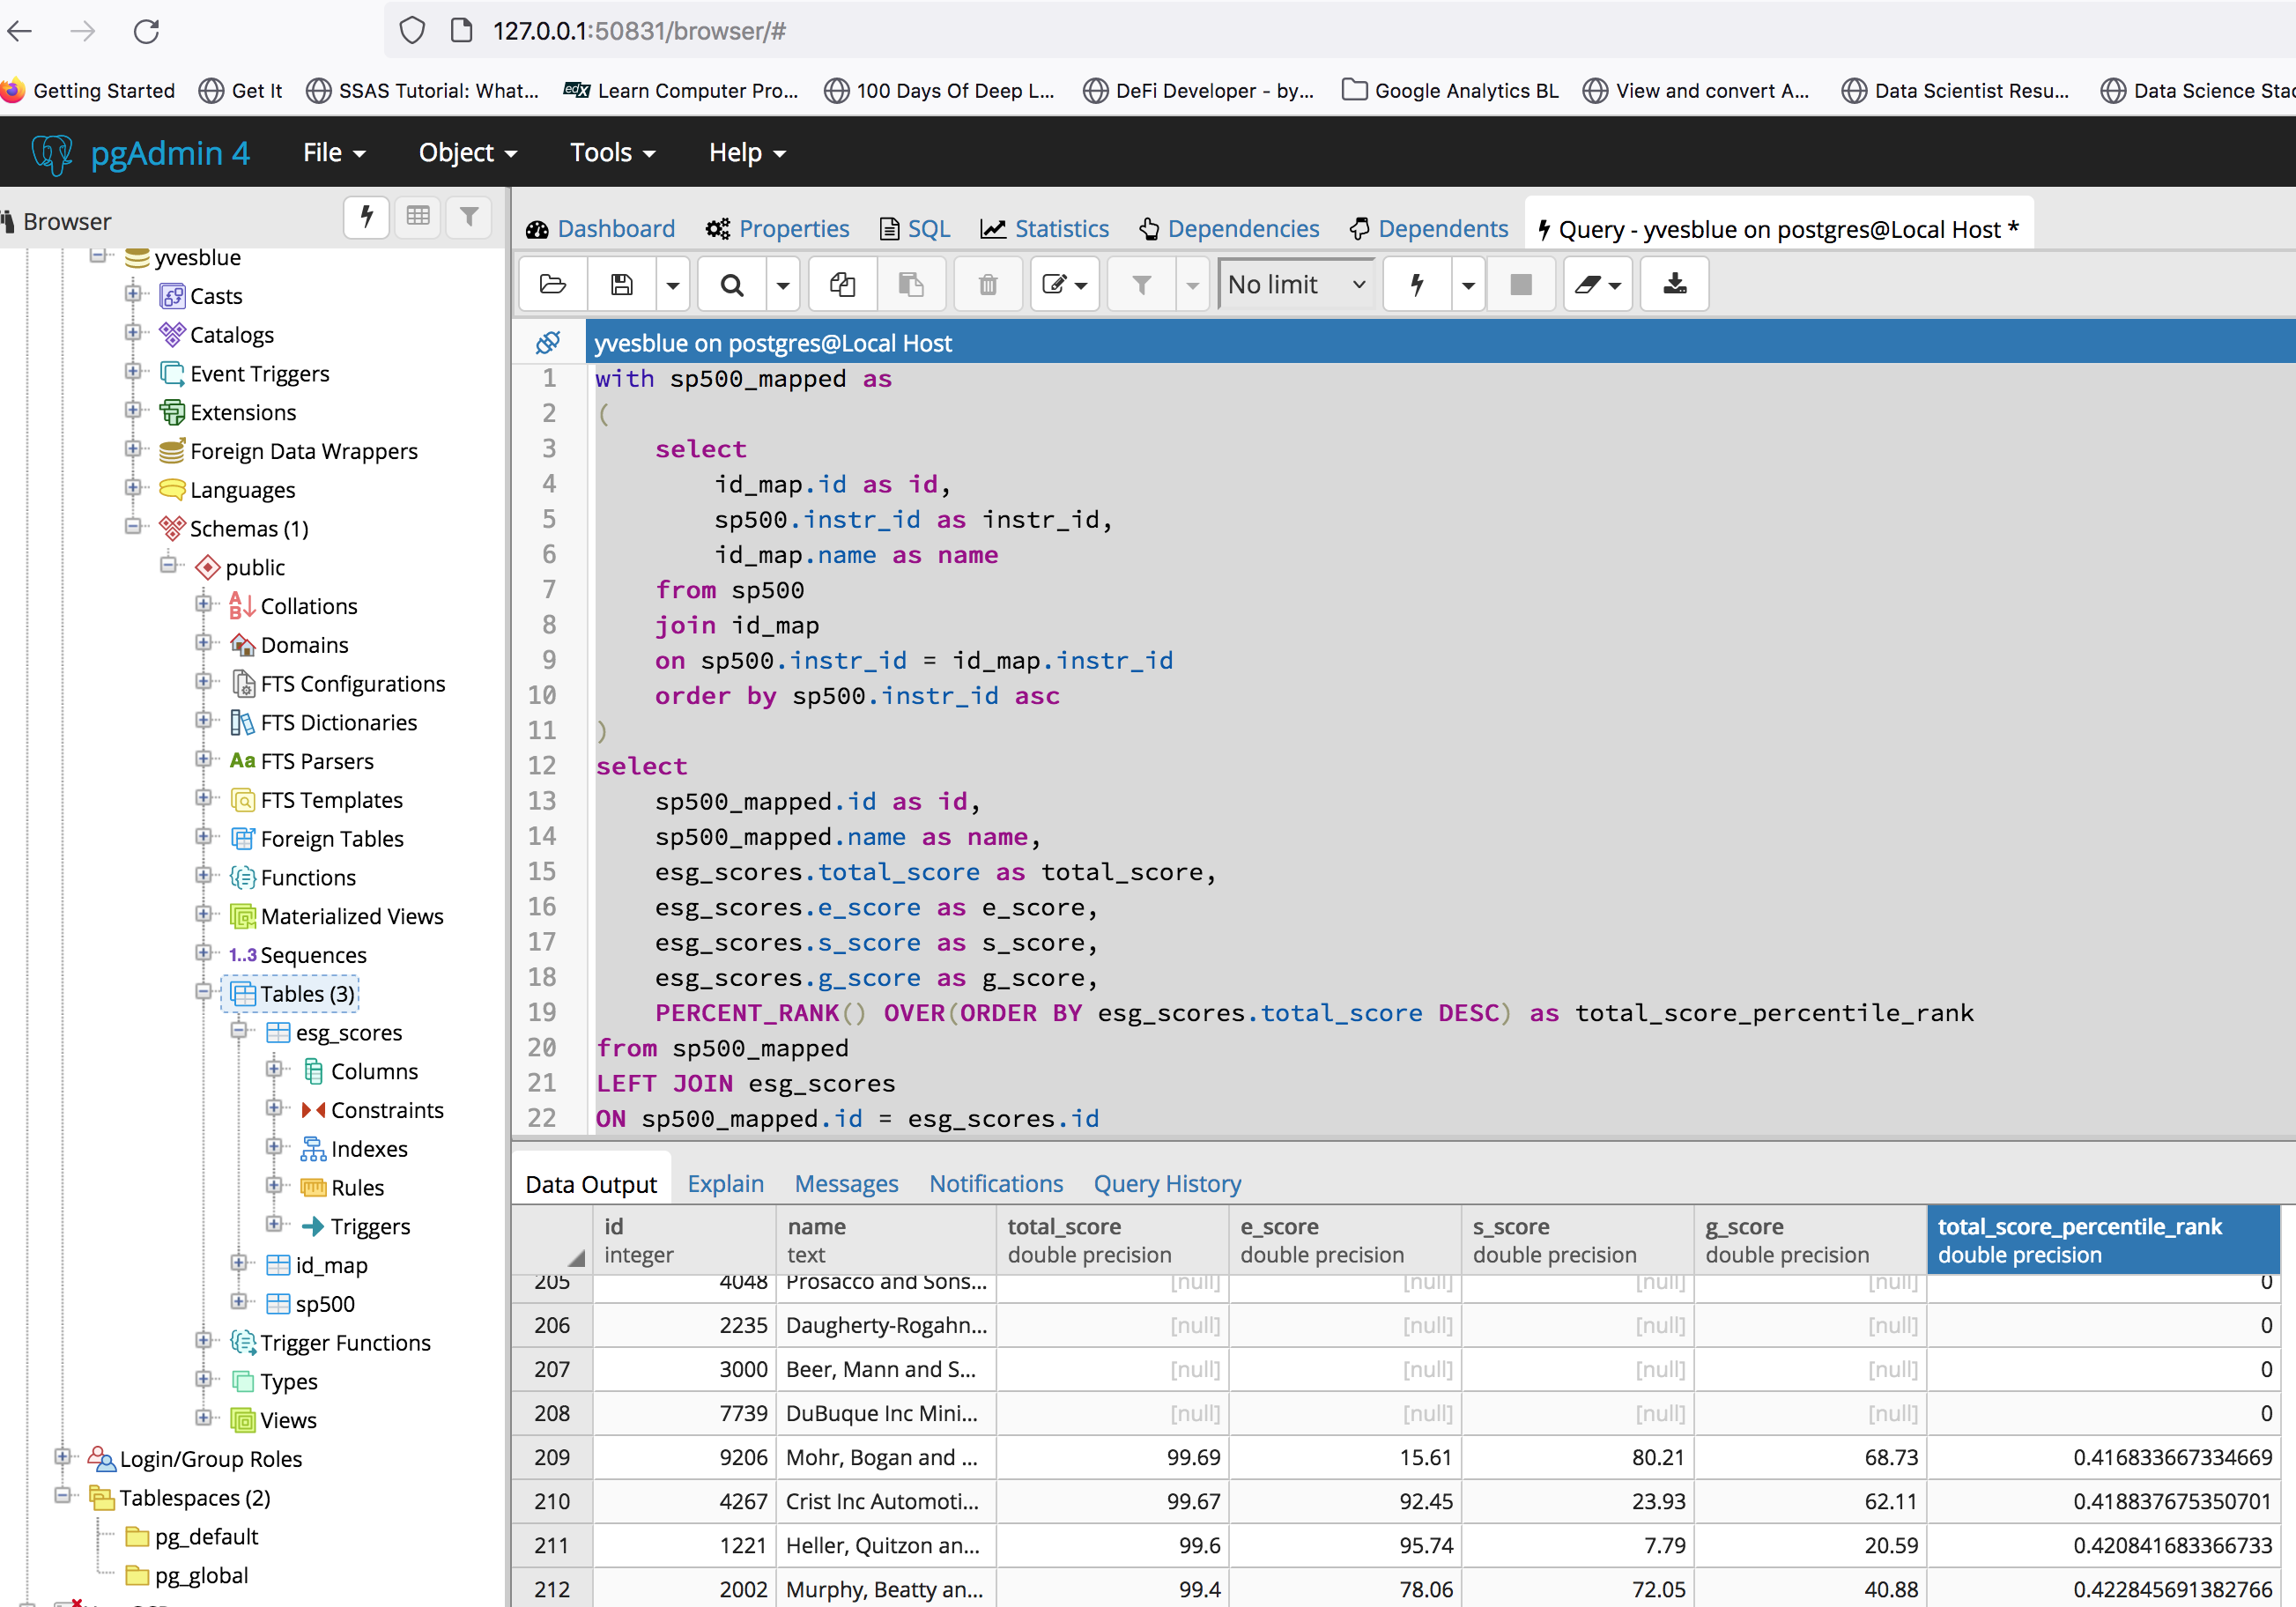 127.0.0.1:50831/browser/#
Getting Started Get It SSAS Tutorial: What... edX Learn Computer Pro... 100 Days Of Deep L... DeFi Developer - by... Google Analytics BL View and convert A... Data Scientist Resu... Data Science Stac
pgAdmin 4 File Object Tools Help
Browser
Dashboard Properties SQL Statistics Dependencies Dependents Query - yvesblue on postgres@Local Host *
No limit
yvesblue
Casts
Catalogs
Event Triggers
Extensions
Foreign Data Wrappers
Languages
Schemas (1)
public
Collations
Domains
FTS Configurations
FTS Dictionaries
Aa FTS Parsers
FTS Templates
Foreign Tables
Functions
Materialized Views
1..3 Sequences
Tables (3)
esg_scores
Columns
Constraints
Indexes
Rules
Triggers
id_map
sp500
Trigger Functions
Types
Views
Login/Group Roles
Tablespaces (2)
pg_default
pg_global
yvesblue on postgres@Local Host
1 with sp500_mapped as
2 (
3 select
4 id_map.id as id,
5 sp500.instr_id as instr_id,
6 id_map.name as name
7 from sp500
8 join id_map
9 on sp500.instr_id = id_map.instr_id
10 order by sp500.instr_id asc
11 )
12 select
13 sp500_mapped.id as id,
14 sp500_mapped.name as name,
15 esg_scores.total_score as total_score,
16 esg_scores.e_score as e_score,
17 esg_scores.s_score as s_score,
18 esg_scores.g_score as g_score,
19 PERCENT_RANK() OVER(ORDER BY esg_scores.total_score DESC) as total_score_percentile_rank
20 from sp500_mapped
21 LEFT JOIN esg_scores
22 ON sp500_mapped.id = esg_scores.id
Data Output Explain Messages Notifications Query History
id name total_score e_score s_score g_score total_score_percentile_rank
integer text double precision double precision double precision double precision double precision
205 4048 Prosacco and Sons... [null] [null] [null] [null] 0
206 2235 Daugherty-Rogahn... [null] [null] [null] [null] 0
207 3000 Beer, Mann and S... [null] [null] [null] [null] 0
208 7739 DuBuque Inc Mini... [null] [null] [null] [null] 0
209 9206 Mohr, Bogan and ... 99.69 15.61 80.21 68.73 0.416833667334669
210 4267 Crist Inc Automoti... 99.67 92.45 23.93 62.11 0.418837675350701
211 1221 Heller, Quitzon an... 99.6 95.74 7.79 20.59 0.420841683366733
212 2002 Murphy, Beatty an... 99.4 78.06 72.05 40.88 0.422845691382766